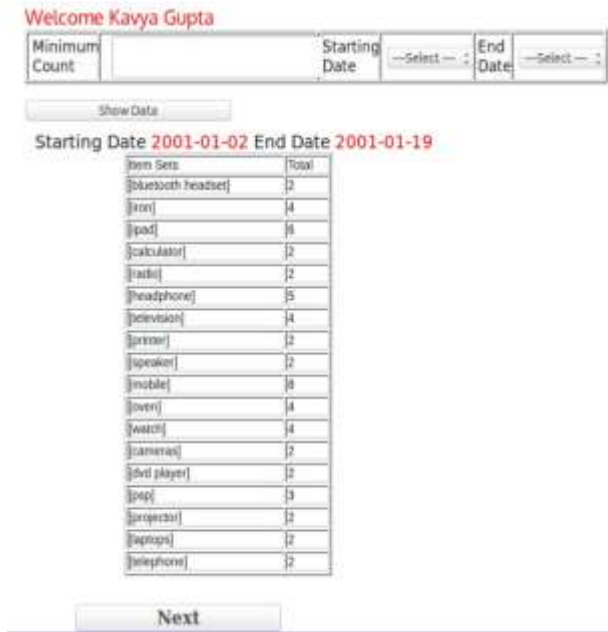 Welcome Kavya Gupta
Minimum Count Starting Date ---Select --- End Date ---Select ---
Show Data
Starting Date 2001-01-02 End Date 2001-01-19
Item Sets Total
[bluetooth headset] 2
[iron] 4
[ipad] 6
[calculator] 2
[radio] 2
[headphone] 5
[television] 4
[printer] 2
[speaker] 2
[mobile] 8
[oven] 4
[watch] 4
[cameras] 2
[dvd player] 2
[psp] 3
[projector] 2
[laptops] 2
[telephone] 2
Next